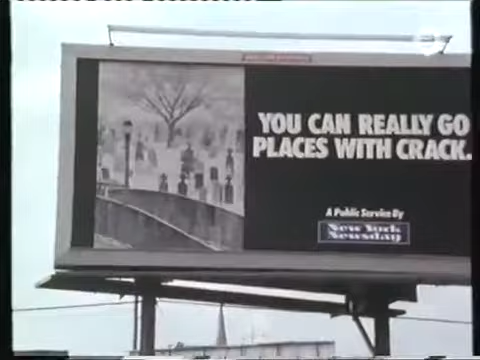 YOU CAN REALLY GO
PLACES WITH CRACK.
A Public Service By
New York
Newsday